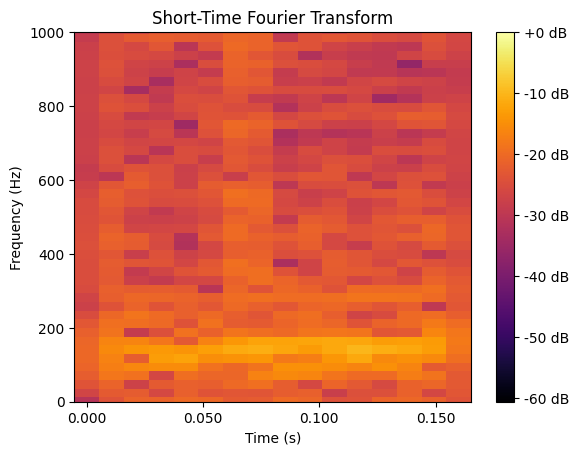 Short-Time Fourier Transform
1000
800
600
400
200
0
Frequency (Hz)
0.000
0.050
0.100
0.150
Time (s)
+0 dB
-10 dB
-20 dB
-30 dB
-40 dB
-50 dB
-60 dB